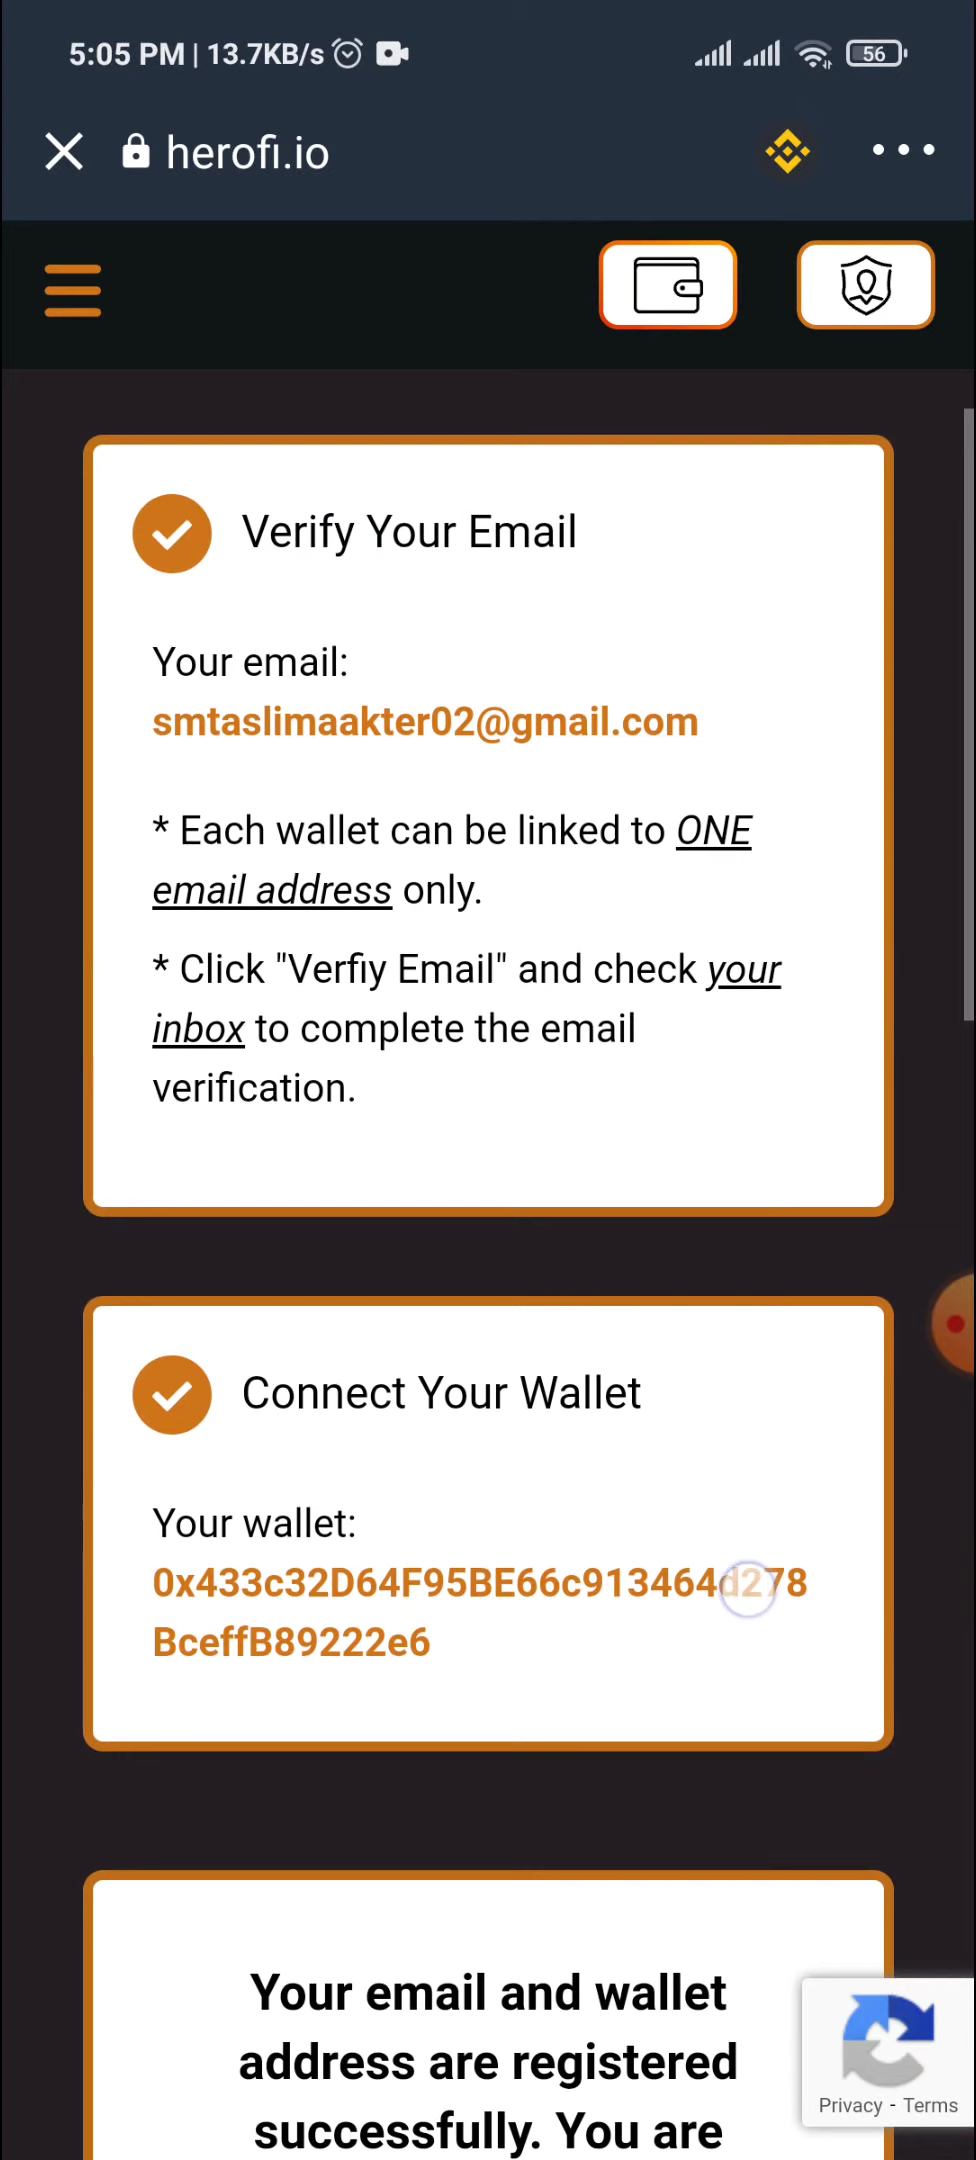 5:05 PM | 13.7KB/s
56
herofi.io
Verify Your Email
Your email:
smtaslimaakter02@gmail.com
* Each wallet can be linked to ONE
email address only.
* Click "Verfiy Email" and check your
inbox to complete the email
verification.
Connect Your Wallet
Your wallet:
0x433c32D64F95BE66c913464d278
BceffB89222e6
Your email and wallet
address are registered
successfully. You are
Privacy - Terms